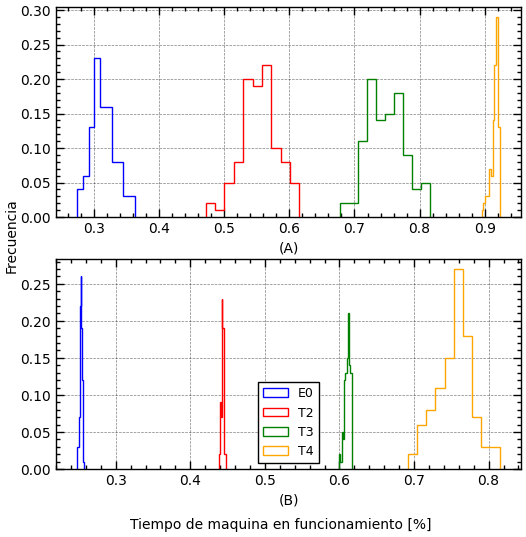 0.30
0.25
0.20
0.15
0.10
0.05
0.00
0.3 0.4 0.5 0.6 0.7 0.8 0.9
(A)
Frecuencia
0.25
0.20
0.15
0.10
0.05
0.00
E0
T2
T3
T4
0.3 0.4 0.5 0.6 0.7 0.8
(B)
Tiempo de maquina en funcionamiento [%]